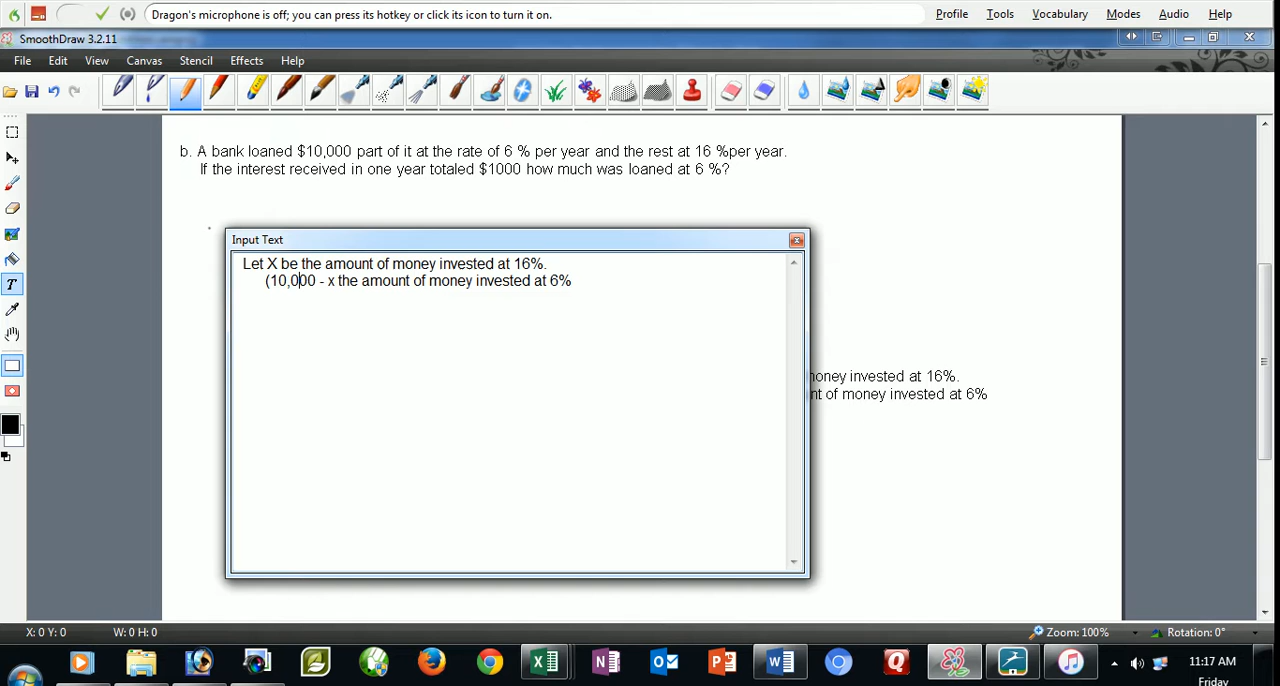 Dragon's microphone is off; you can press its hotkey or click its icon to turn it on.
Profile Tools Vocabulary Modes Audio Help
SmoothDraw 3.2.11
File Edit View Canvas Stencil Effects Help
b. A bank loaned $10,000 part of it at the rate of 6 % per year and the rest at 16 %per year.
If the interest received in one year totaled $1000 how much was loaned at 6 %?
Input Text
Let X be the amount of money invested at 16%.
(10,000 - x the amount of money invested at 6%
money invested at 16%.
nt of money invested at 6%
X: 0 Y: 0 W: 0 H: 0 Zoom: 100% Rotation: 0°
11:17 AM
Friday